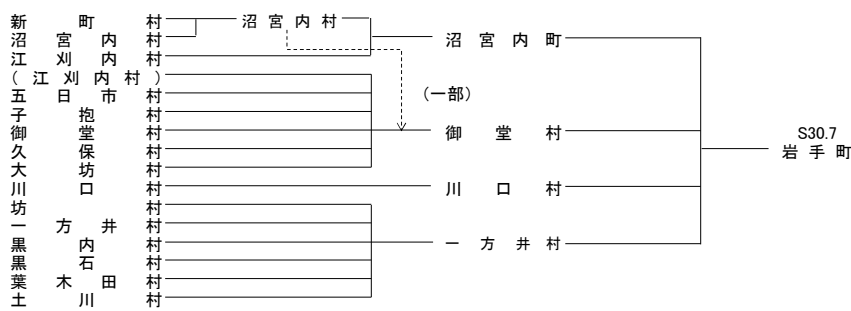 新町村
沼宮内村
沼宮内村
江刈内村
沼宮内町
(江刈内村)
五日市村
(一部)
子抱村
御堂村
御堂村
久保村
S30.7
岩手町
大坊村
川口村
川口村
坊村
一方井村
黒内村
一方井村
黒石村
葉木田村
土川村